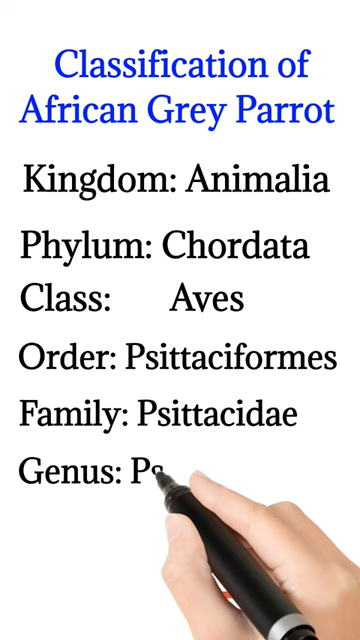 Classification of
African Grey Parrot
Kingdom: Animalia
Phylum: Chordata
Class: Aves
Order: Psittaciformes
Family: Psittacidae
Genus: Ps